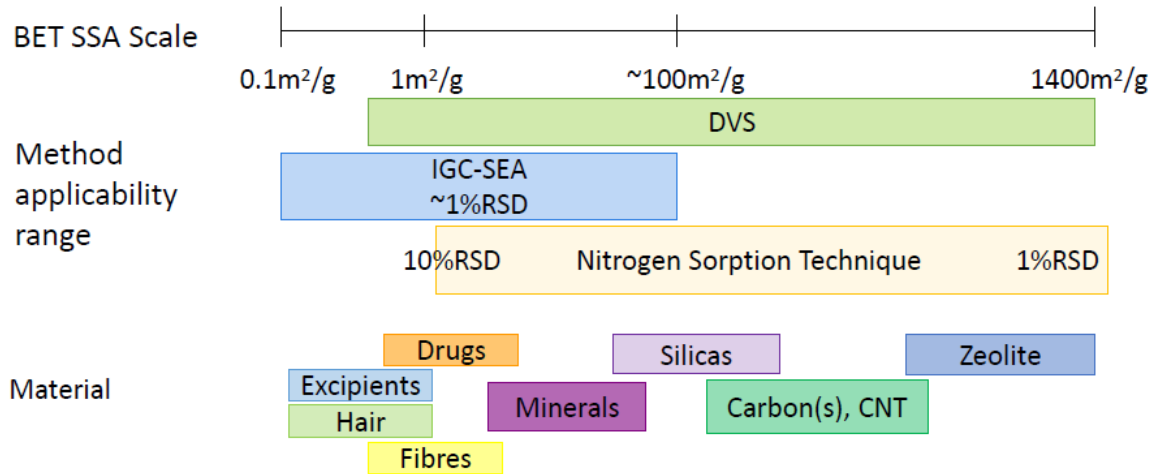 BET SSA Scale
0.1m²/g 1m²/g ~100m²/g 1400m²/g
DVS
Method
applicability
range
IGC-SEA
~1%RSD
10%RSD Nitrogen Sorption Technique 1%RSD
Material
Drugs Silicas Zeolite
Excipients
Minerals Carbon(s), CNT
Hair
Fibres